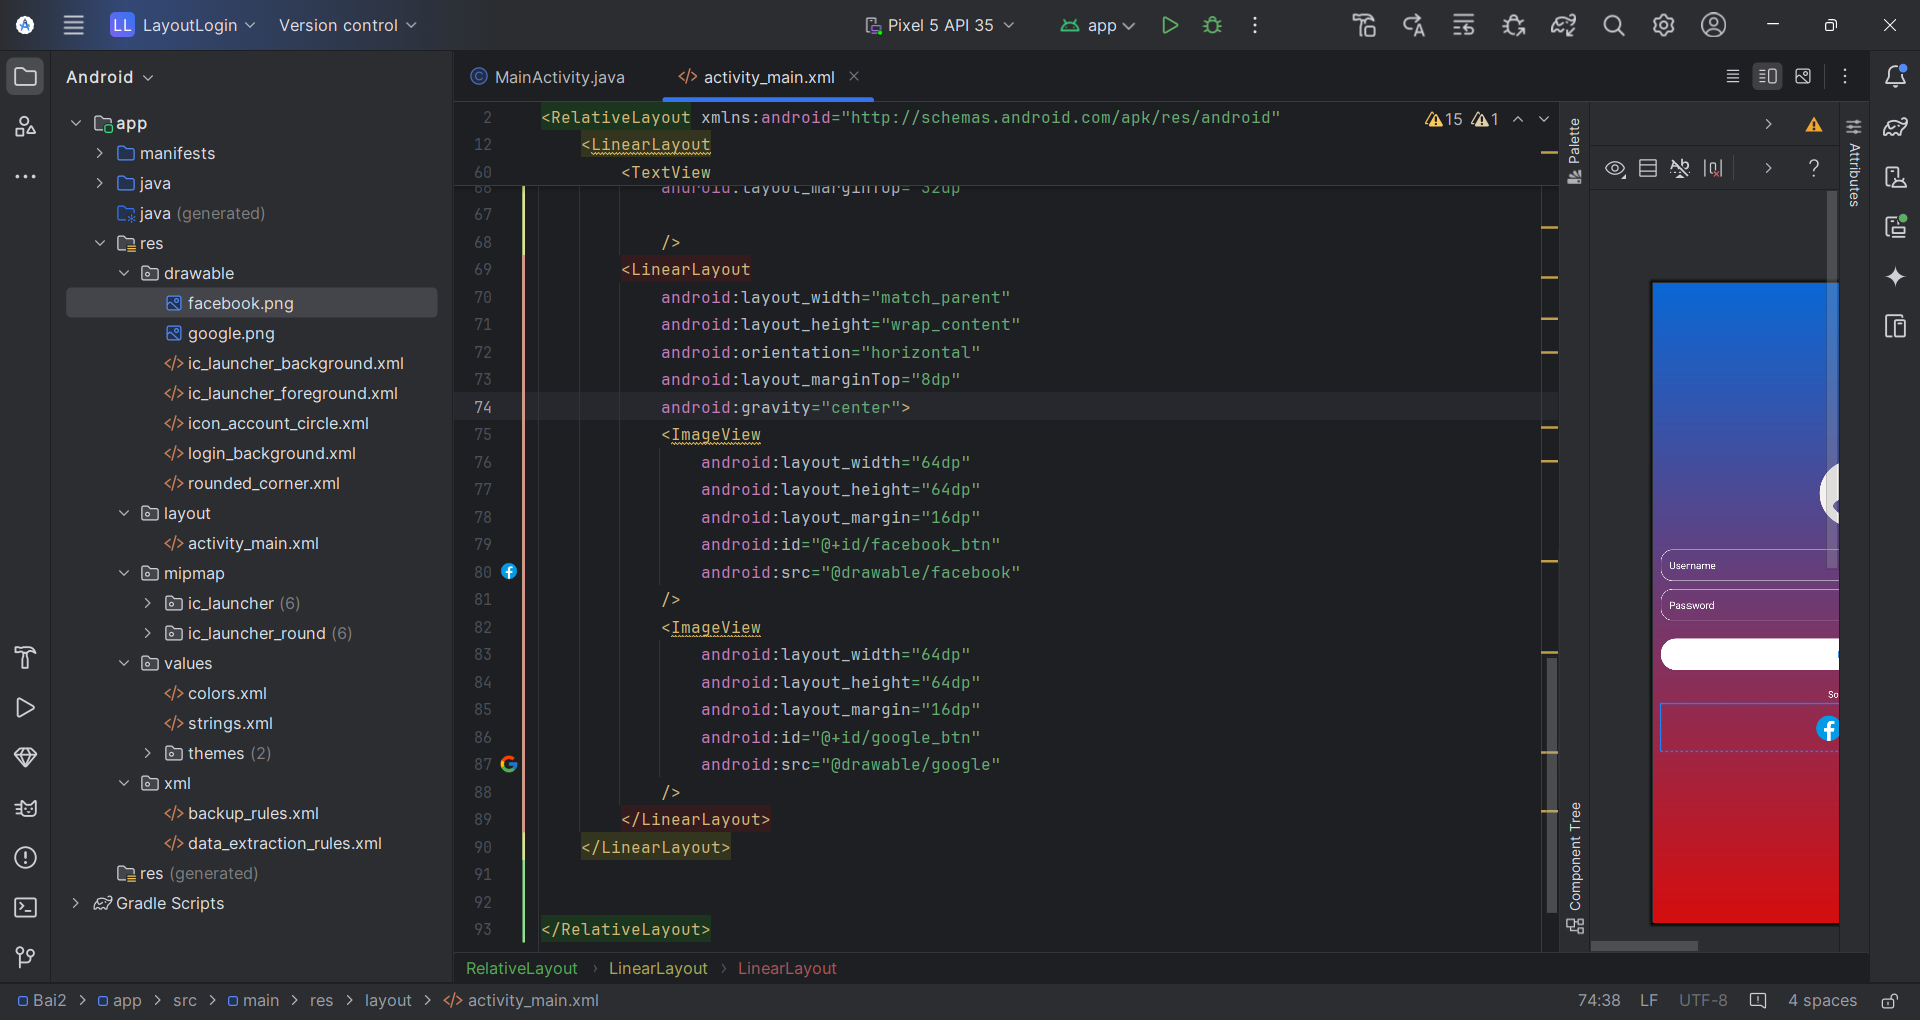 LL LayoutLogin Version control Pixel 5 API 35 app
Android
app
manifests
java
java (generated)
res
drawable
facebook.png
google.png
ic_launcher_background.xml
ic_launcher_foreground.xml
icon_account_circle.xml
login_background.xml
rounded_corner.xml
layout
activity_main.xml
mipmap
ic_launcher (6)
ic_launcher_round (6)
values
colors.xml
strings.xml
themes (2)
xml
backup_rules.xml
data_extraction_rules.xml
res (generated)
Gradle Scripts
MainActivity.java activity_main.xml
2 <RelativeLayout xmlns:android="http://schemas.android.com/apk/res/android" 15 1
12 <LinearLayout
60 <TextView
66 android:layout_marginTop="32dp"
67
68 />
69 <LinearLayout
70 android:layout_width="match_parent"
71 android:layout_height="wrap_content"
72 android:orientation="horizontal"
73 android:layout_marginTop="8dp"
74 android:gravity="center">
75 <ImageView
76 android:layout_width="64dp"
77 android:layout_height="64dp"
78 android:layout_margin="16dp"
79 android:id="@+id/facebook_btn"
80 android:src="@drawable/facebook"
81 />
82 <ImageView
83 android:layout_width="64dp"
84 android:layout_height="64dp"
85 android:layout_margin="16dp"
86 android:id="@+id/google_btn"
87 android:src="@drawable/google"
88 />
89 </LinearLayout>
90 </LinearLayout>
91
92
93 </RelativeLayout>
RelativeLayout › LinearLayout › LinearLayout
Palette
Component Tree
Attributes
Username
Password
So
Bai2 > app > src > main > res > layout > activity_main.xml
74:38 LF UTF-8 4 spaces